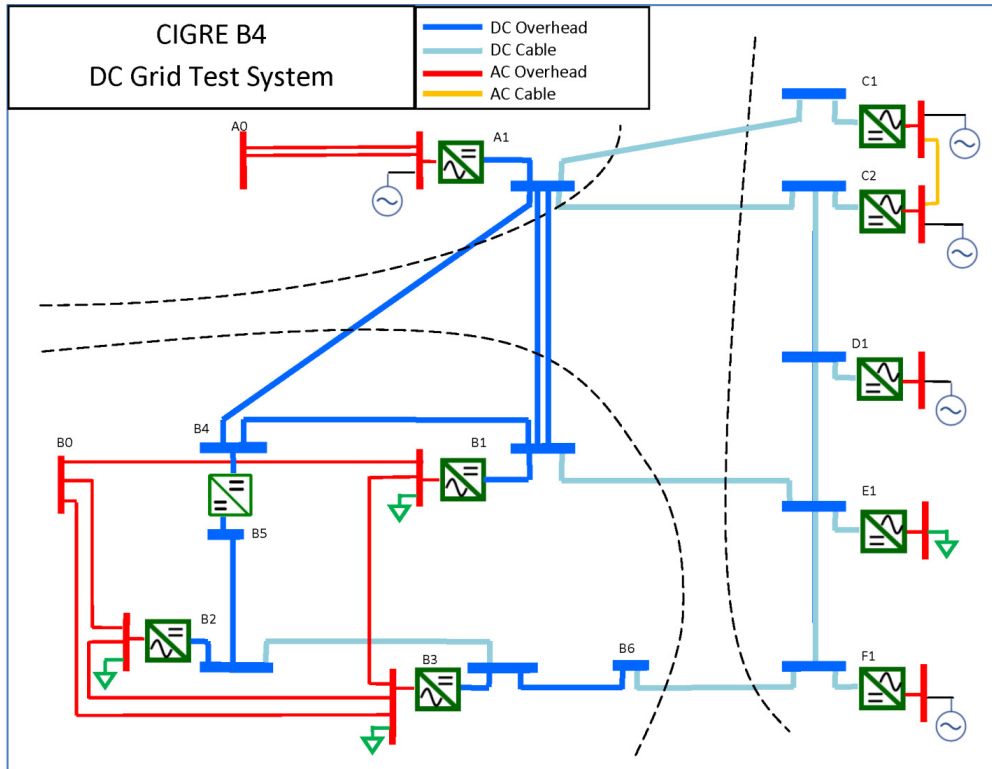 CIGRE B4
DC Grid Test System
DC Overhead
DC Cable
AC Overhead
AC Cable
C1
A0
A1
C2
D1
B4
B0
B1
E1
B5
B2
B3
B6
F1